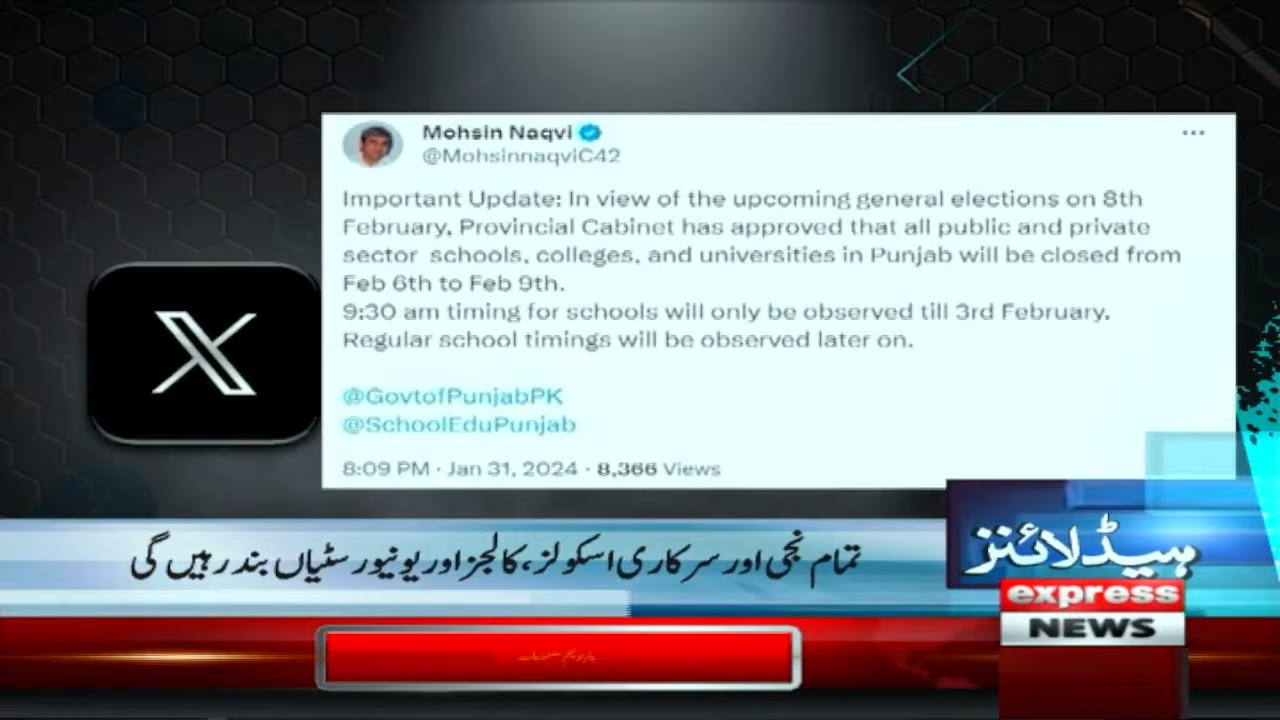 Mohsin Naqvi
@MohsinnaqviC42
Important Update: In view of the upcoming general elections on 8th
February, Provincial Cabinet has approved that all public and private
sector schools, colleges, and universities in Punjab will be closed from
Feb 6th to Feb 9th.
9:30 am timing for schools will only be observed till 3rd February.
Regular school timings will be observed later on.
@GovtofPunjabPK
@SchoolEduPunjab
8:09 PM · Jan 31, 2024 · 8,366 Views
تمام نجی اور سرکاری اسکولز، کالجز اور یونیورسٹیاں بند رہیں گی
ہیڈلائنز
express
NEWS